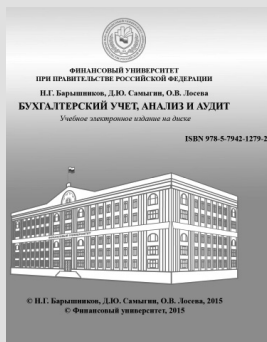 ФИНАНСОВЫЙ УНИВЕРСИТЕТ
ПРИ ПРАВИТЕЛЬСТВЕ РОССИЙСКОЙ ФЕДЕРАЦИИ
Н.Г. Барышников, Д.Ю. Самыгин, О.В. Лосева
БУХГАЛТЕРСКИЙ УЧЕТ, АНАЛИЗ И АУДИТ
Учебное электронное издание на диске
ISBN 978-5-7942-1279-2
© Н.Г. Барышников, Д.Ю. Самыгин, О.В. Лосева, 2015
© Финансовый университет, 2015